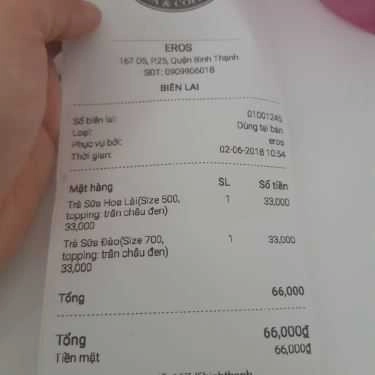 EROS
167 D5, P.25, Quận Bình Thạnh
SĐT: 0909906018
BIÊN LAI
Số biên lai: 01001245
Loại: Dùng tại bàn
Phục vụ bởi: eros
Thời gian: 02-06-2018 10:54
Mặt hàng SL Số tiền
Trà Sữa Hoa Lài(Size 500, 1 33,000
topping: trân châu đen)
33,000
Trà Sữa Đào(Size 700, 1 33,000
topping: trân châu đen)
33,000
Tổng 66,000
Tổng 66,000₫
Tiền mặt 66,000₫